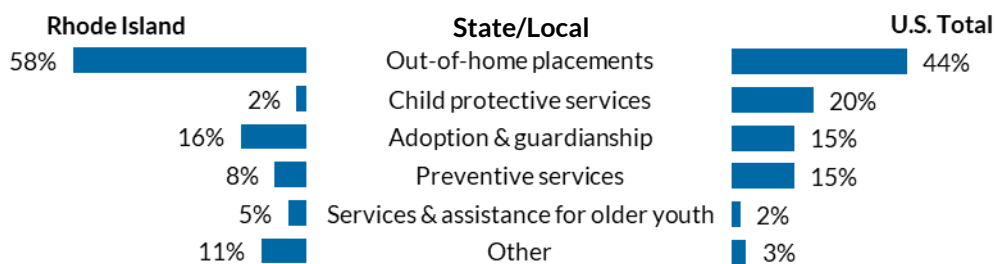 Rhode Island State/Local U.S. Total
58% Out-of-home placements 44%
2% Child protective services 20%
16% Adoption & guardianship 15%
8% Preventive services 15%
5% Services & assistance for older youth 2%
11% Other 3%